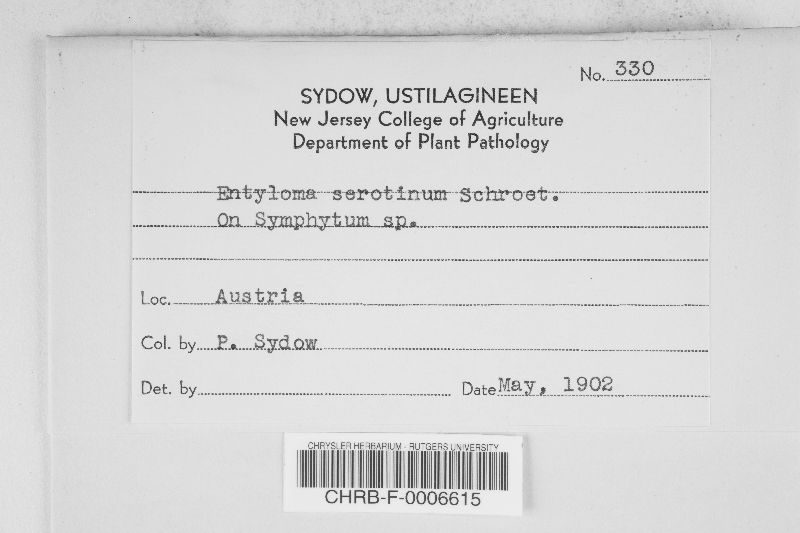 No. 330
SYDOW, USTILAGINEEN
New Jersey College of Agriculture
Department of Plant Pathology
Entyloma serotinum Schroet.
On Symphytum sp.
Loc. Austria
Col. by P. Sydow
Det. by Date May, 1902
CHRYSLER HERBARIUM - RUTGERS UNIVERSITY
CHRB-F-0006615